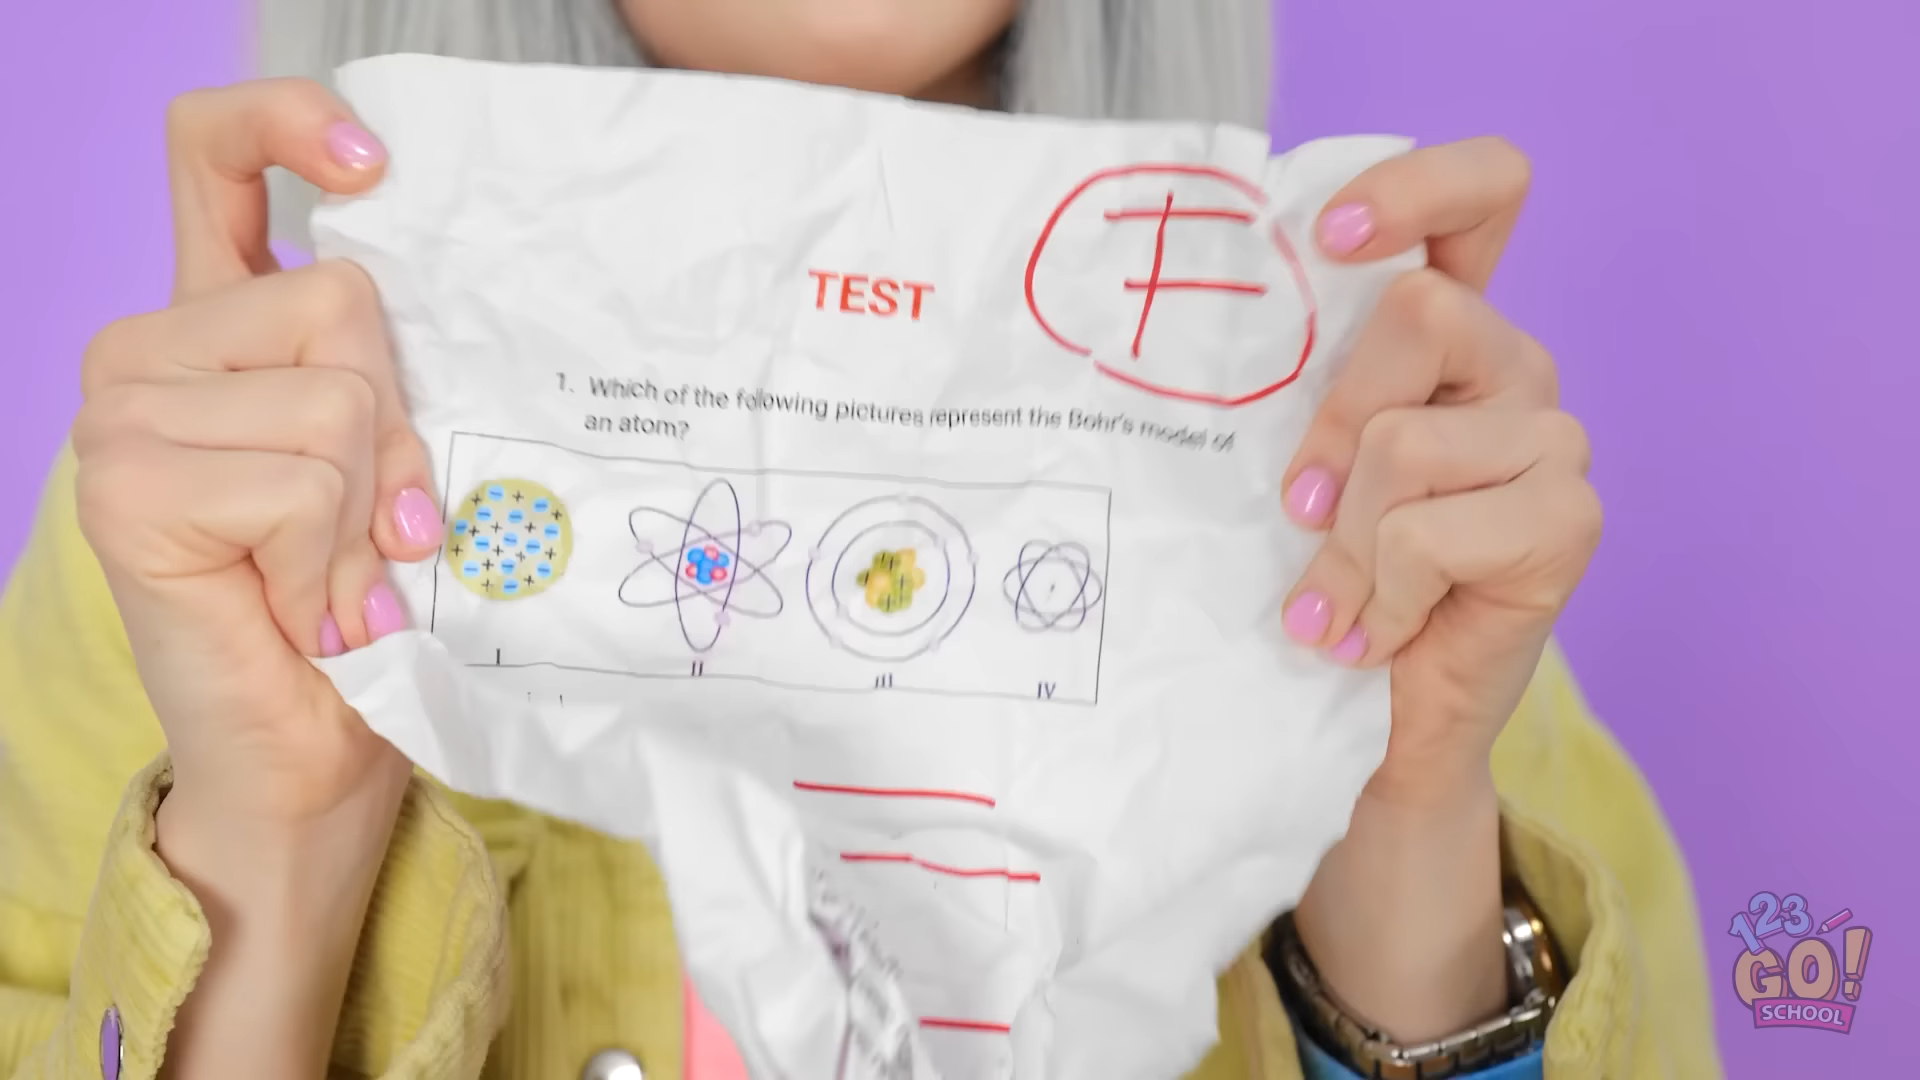 F
TEST
1. Which of the following pictures represent the Bohr's model of
an atom?
I
II
III
IV
123
GO!
SCHOOL